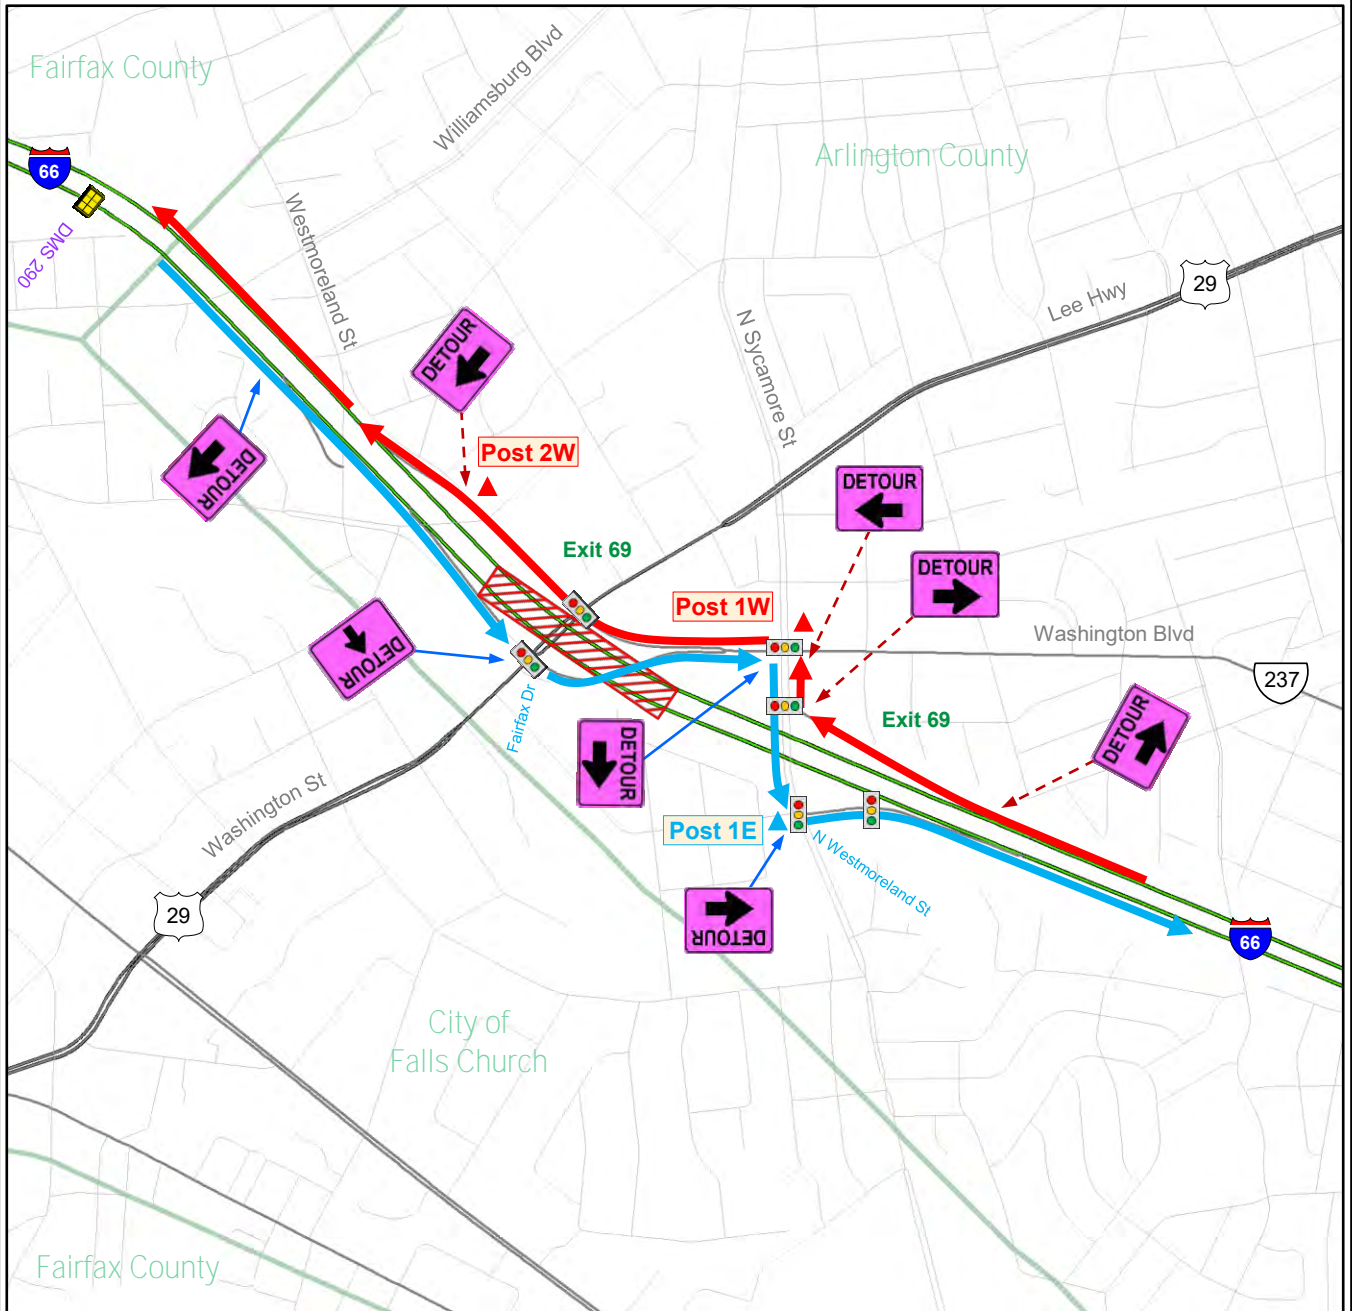 Fairfax County
Williamsburg Blvd
Arlington County
66
DMS 290
Westmoreland St
29
Lee Hwy
N Sycamore St
DETOUR
DETOUR
Post 2W
DETOUR
DETOUR
Exit 69
Post 1W
DETOUR
Washington Blvd
237
Fairfax Dr
Exit 69
DETOUR
DETOUR
Washington St
Post 1E
N Westmoreland St
DETOUR
29
66
City of
Falls Church
Fairfax County